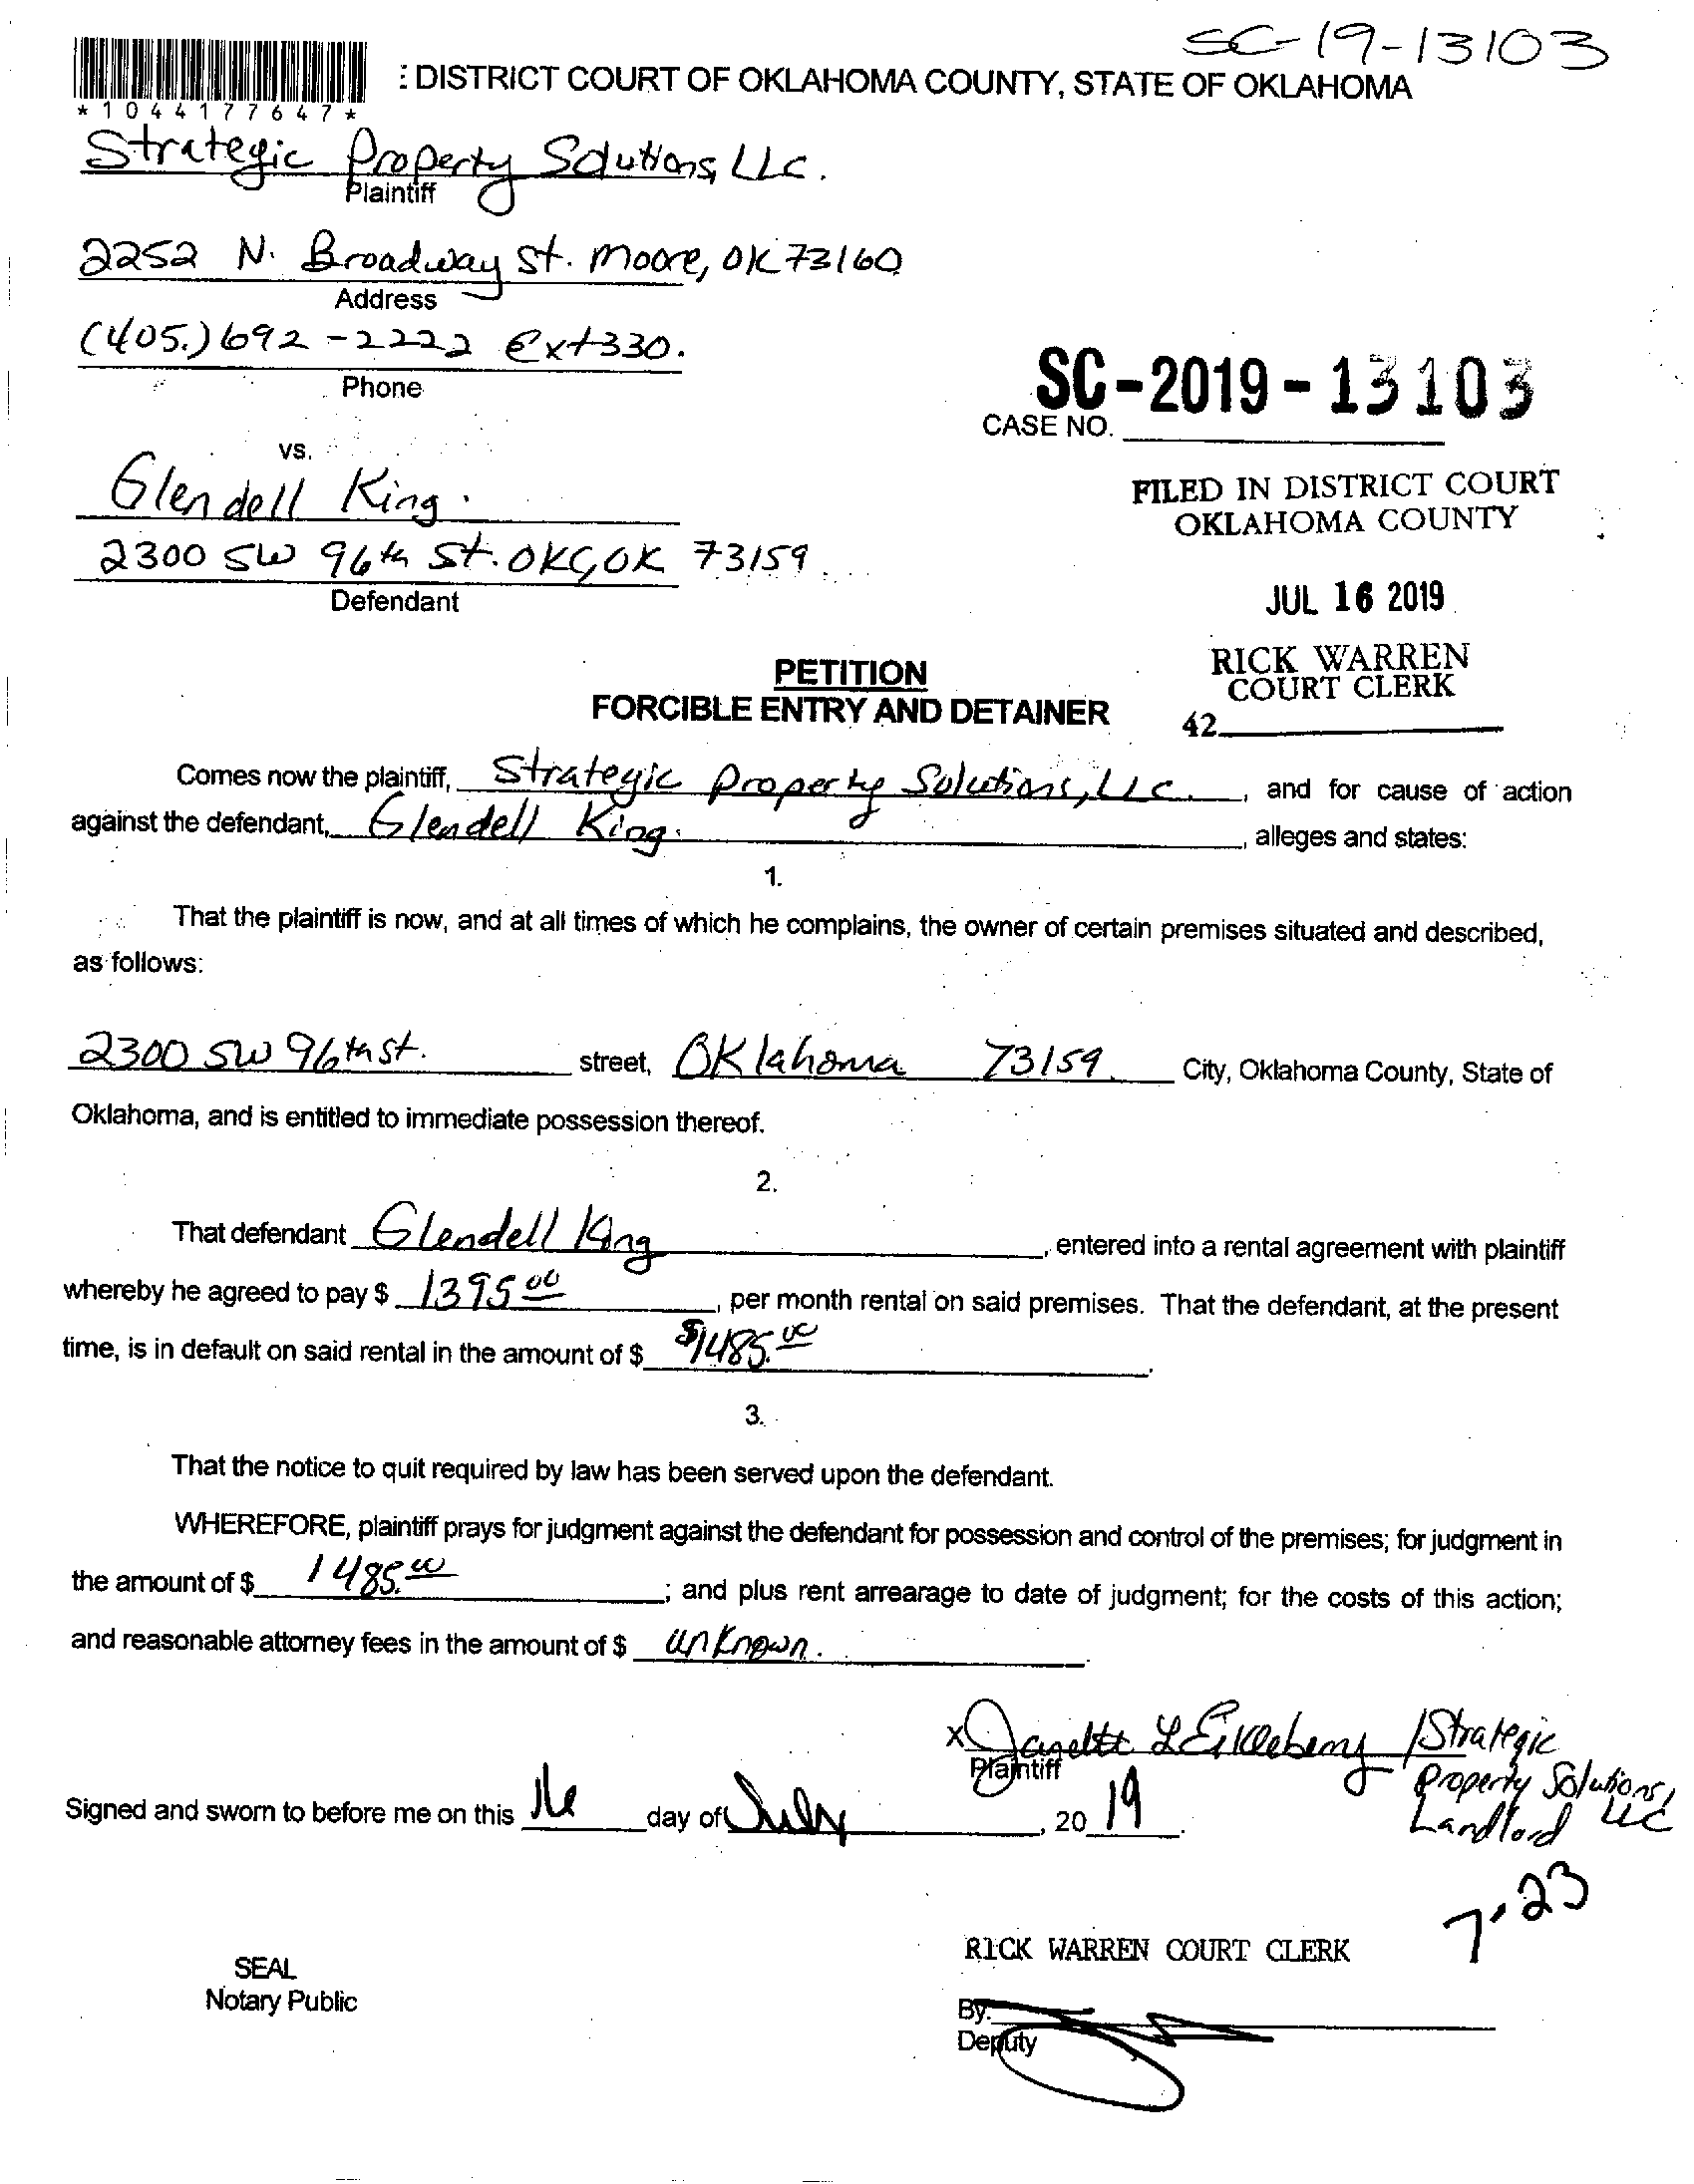 SC-19-13103
: DISTRICT COURT OF OKLAHOMA COUNTY, STATE OF OKLAHOMA
*1044177647*
Strategic Property Solutions, LLC.
Plaintiff
2252 N. Broadway St. Moore, OK 73160
Address
(405.) 692-2222 ext 330.
Phone
SC-2019-13103
CASE NO.
vs.
Glendell King.
FILED IN DISTRICT COURT
OKLAHOMA COUNTY
2300 SW 96th St. OKC, OK 73159
Defendant
JUL 16 2019
RICK WARREN
COURT CLERK
42
PETITION
FORCIBLE ENTRY AND DETAINER
Comes now the plaintiff, Strategic Property Solutions, LLC. , and for cause of action
against the defendant, Glendell King. , alleges and states:
1.
That the plaintiff is now, and at all times of which he complains, the owner of certain premises situated and described,
as follows:
2300 SW 96th St. street, Oklahoma 73159 City, Oklahoma County, State of
Oklahoma, and is entitled to immediate possession thereof.
2.
That defendant Glendell King , entered into a rental agreement with plaintiff
whereby he agreed to pay $ 1395 00 , per month rental on said premises. That the defendant, at the present
time, is in default on said rental in the amount of $ $1485.00 .
3.
That the notice to quit required by law has been served upon the defendant.
WHEREFORE, plaintiff prays for judgment against the defendant for possession and control of the premises; for judgment in
the amount of $ 1485.00 ; and plus rent arrearage to date of judgment; for the costs of this action;
and reasonable attorney fees in the amount of $ unknown. .
X Janette L / Strategic
Plaintiff Property Solutions, LLC
Landlord
Signed and sworn to before me on this 16 day of July , 20 19 .
7-23
RICK WARREN COURT CLERK
SEAL
Notary Public
By:
Deputy